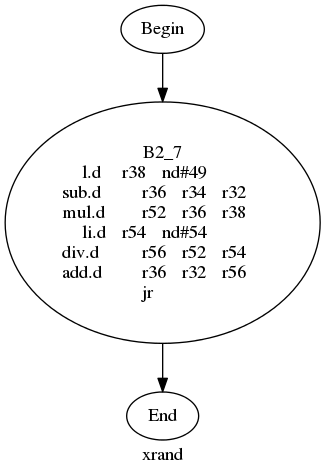 Begin
B2_7
l.d r38 nd#49
sub.d r36 r34 r32
mul.d r52 r36 r38
li.d r54 nd#54
div.d r56 r52 r54
add.d r36 r32 r56
jr
End
xrand